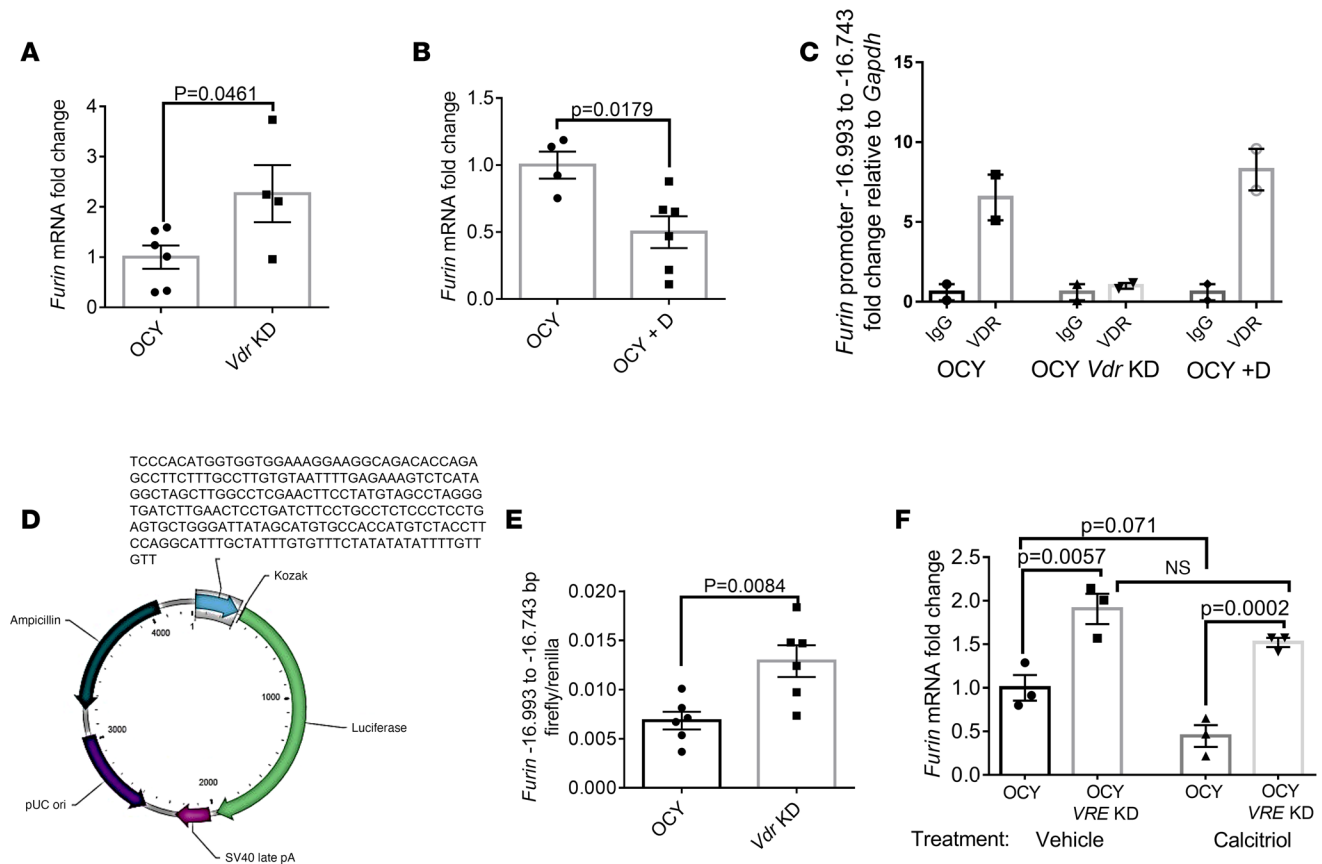 A
P=0.0461
Furin mRNA fold change
4
3
2
1
0
OCY
Vdr KD
B
p=0.0179
Furin mRNA fold change
1.5
1.0
0.5
0.0
OCY
OCY + D
C
Furin promoter -16.993 to -16.743
fold change relative to Gapdh
15
10
5
0
IgG
VDR
IgG
VDR
IgG
VDR
OCY
OCY Vdr KD
OCY +D
D
TCCCACATGGTGGTGGAAAGGAAGGCAGACACCAGA
GCCTTCTTTGCCTTGTGTAATTTTGAGAAAGTCTCATA
GGCTAGCTTGGCCTCGAACTTCCTATGTAGCCTAGGG
TGATCTTGAACTCCTGATCTTCCTGCCTCTCCCTCCTG
AGTGCTGGGATTATAGCATGTGCCACCATGTCTACCTT
CCAGGCATTTGCTATTTGTGTTTCTATATATATTTTGTT
GTT
Kozak
Ampicillin
4000
1
1000
Luciferase
3000
2000
pUC ori
SV40 late pA
E
P=0.0084
Furin -16.993 to -16.743 bp
firefly/renilla
0.020
0.015
0.010
0.005
0.000
OCY
Vdr KD
F
p=0.071
p=0.0057
NS
p=0.0002
Furin mRNA fold change
2.5
2.0
1.5
1.0
0.5
0.0
OCY
OCY
VRE KD
OCY
OCY
VRE KD
Treatment: Vehicle Calcitriol